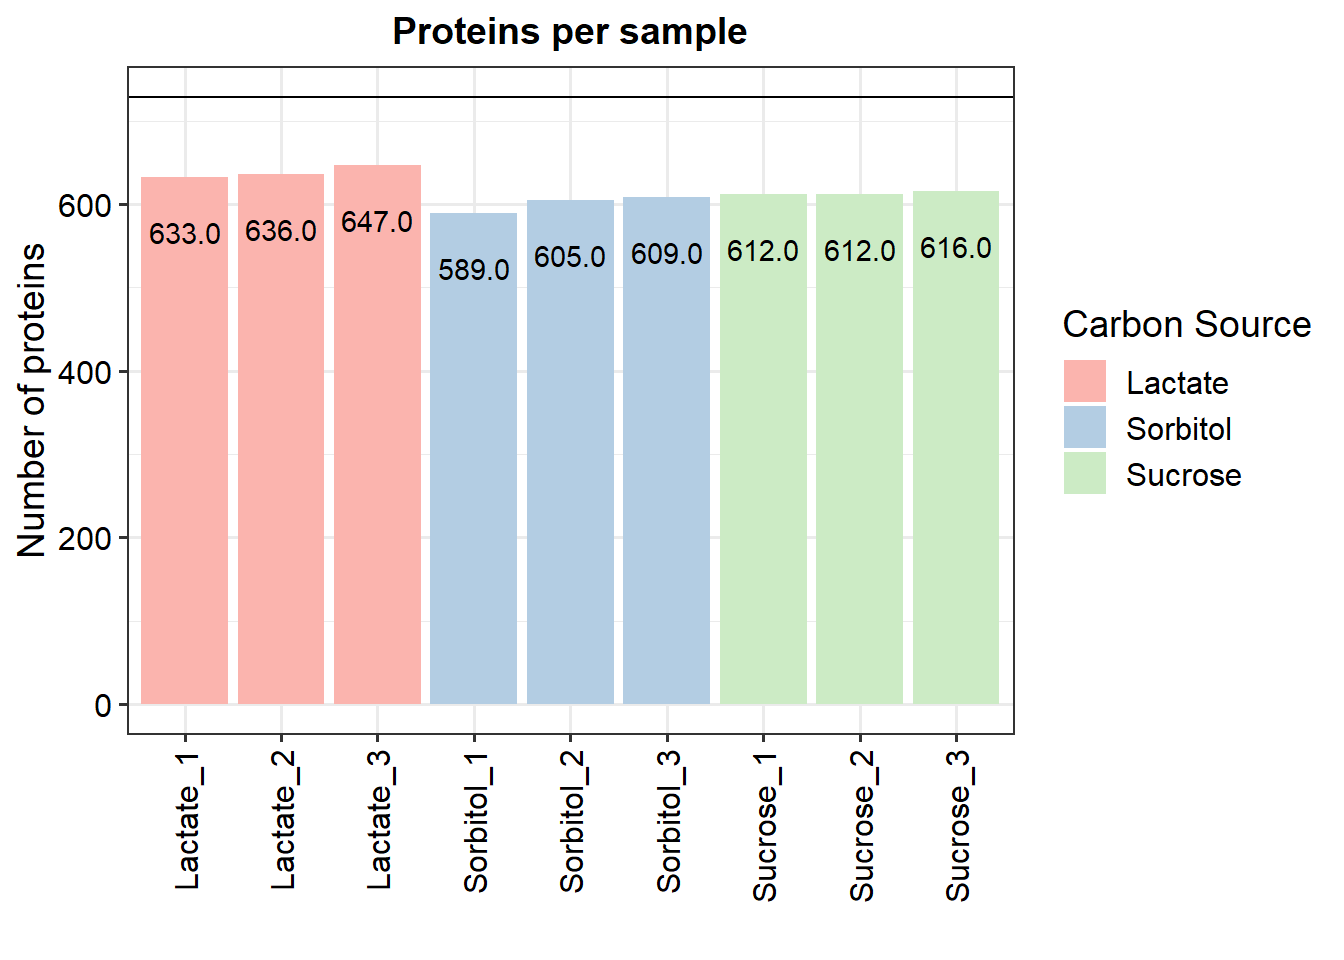 Proteins per sample
Number of proteins
600
400
200
0
633.0
636.0
647.0
589.0
605.0
609.0
612.0
612.0
616.0
Lactate_1
Lactate_2
Lactate_3
Sorbitol_1
Sorbitol_2
Sorbitol_3
Sucrose_1
Sucrose_2
Sucrose_3
Carbon Source
Lactate
Sorbitol
Sucrose